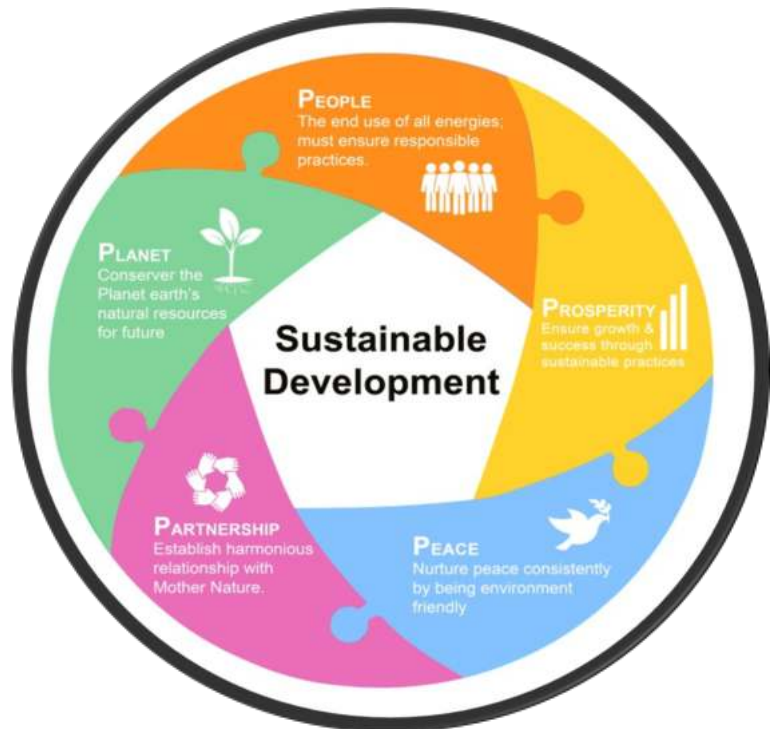 PEOPLE
The end use of all energies;
must ensure responsible
practices.
PROSPERITY
Ensure growth &
success through
sustainable practices
PEACE
Nurture peace consistently
by being environment
friendly
PARTNERSHIP
Establish harmonious
relationship with
Mother Nature.
PLANET
Conserver the
Planet earth's
natural resources
for future
Sustainable
Development